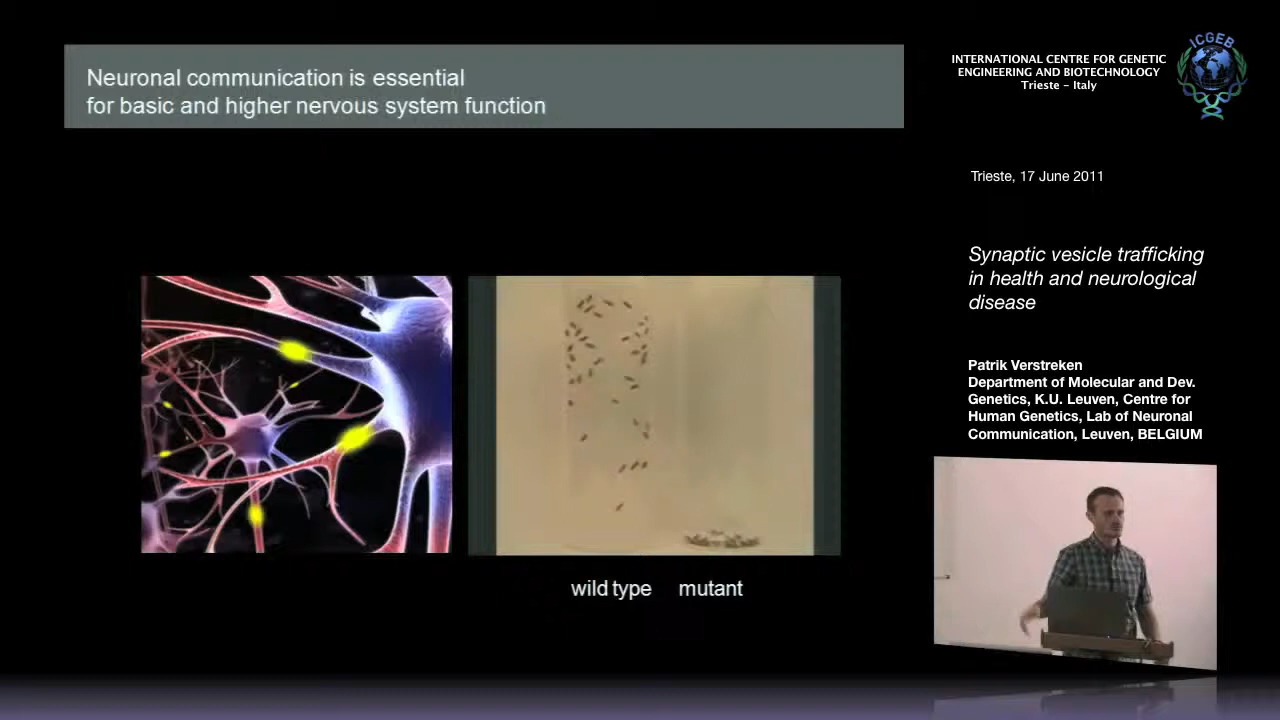 Neuronal communication is essential
for basic and higher nervous system function
wild type
mutant
INTERNATIONAL CENTRE FOR GENETIC
ENGINEERING AND BIOTECHNOLOGY
Trieste - Italy
ICGEB
Trieste, 17 June 2011
Synaptic vesicle trafficking
in health and neurological
disease
Patrik Verstreken
Department of Molecular and Dev.
Genetics, K.U. Leuven, Centre for
Human Genetics, Lab of Neuronal
Communication, Leuven, BELGIUM